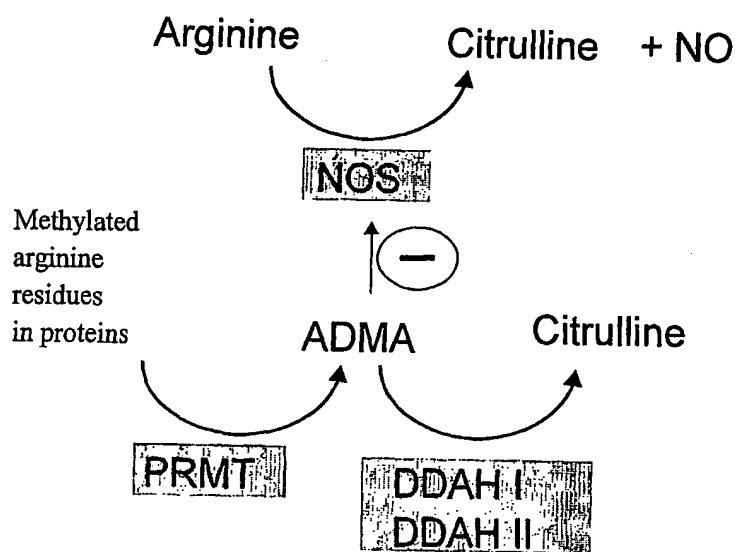 Arginine
Citrulline + NO
NOS
Methylated
arginine
residues
in proteins
−
ADMA
Citrulline
PRMT
DDAH I
DDAH II